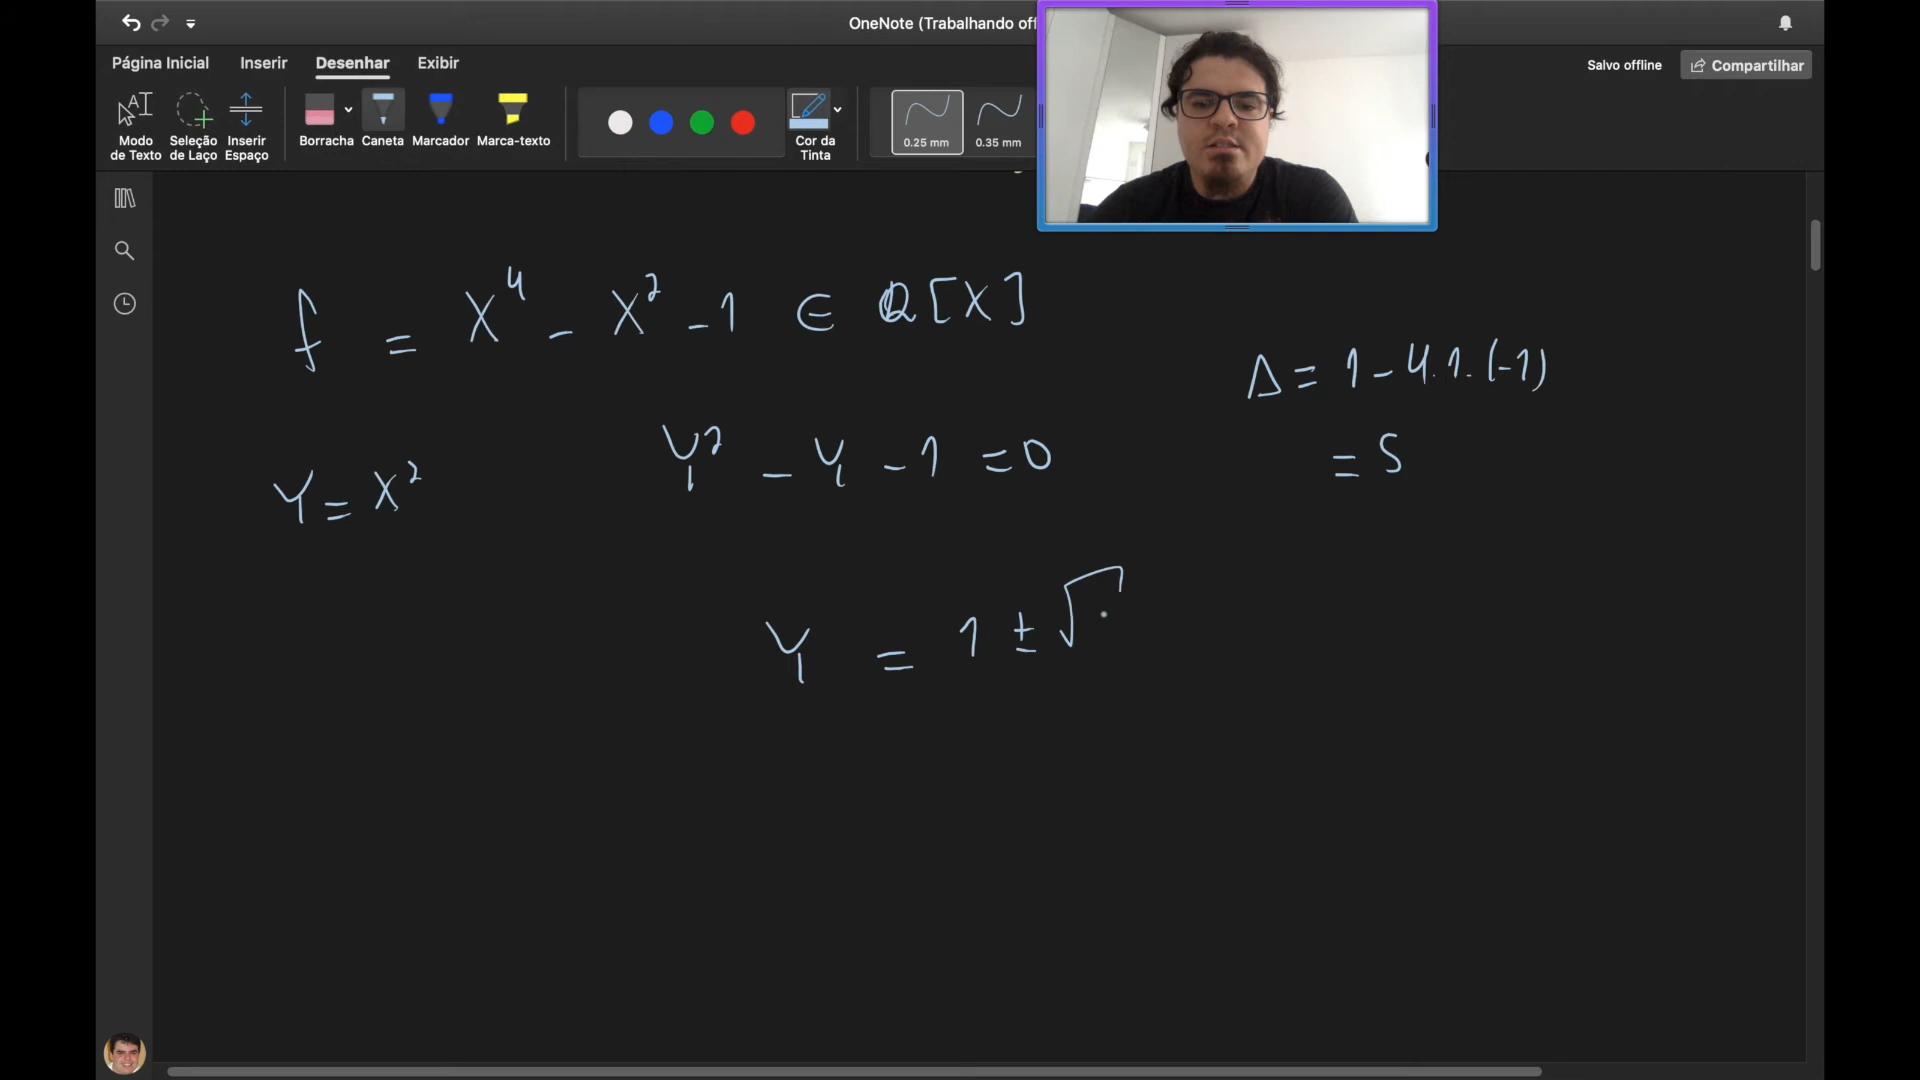 OneNote (Trabalhando off
Página Inicial Inserir Desenhar Exibir
Salvo offline Compartilhar
Modo de Texto Seleção de Laço Inserir Espaço Borracha Caneta Marcador Marca-texto Cor da Tinta 0.25 mm 0.35 mm
f = X⁴ - X² - 1 ∈ Q[X]
Δ = 1 - 4.1.(-1)
Y² - Y - 1 = 0
= 5
Y = X²
Y = 1 ± √